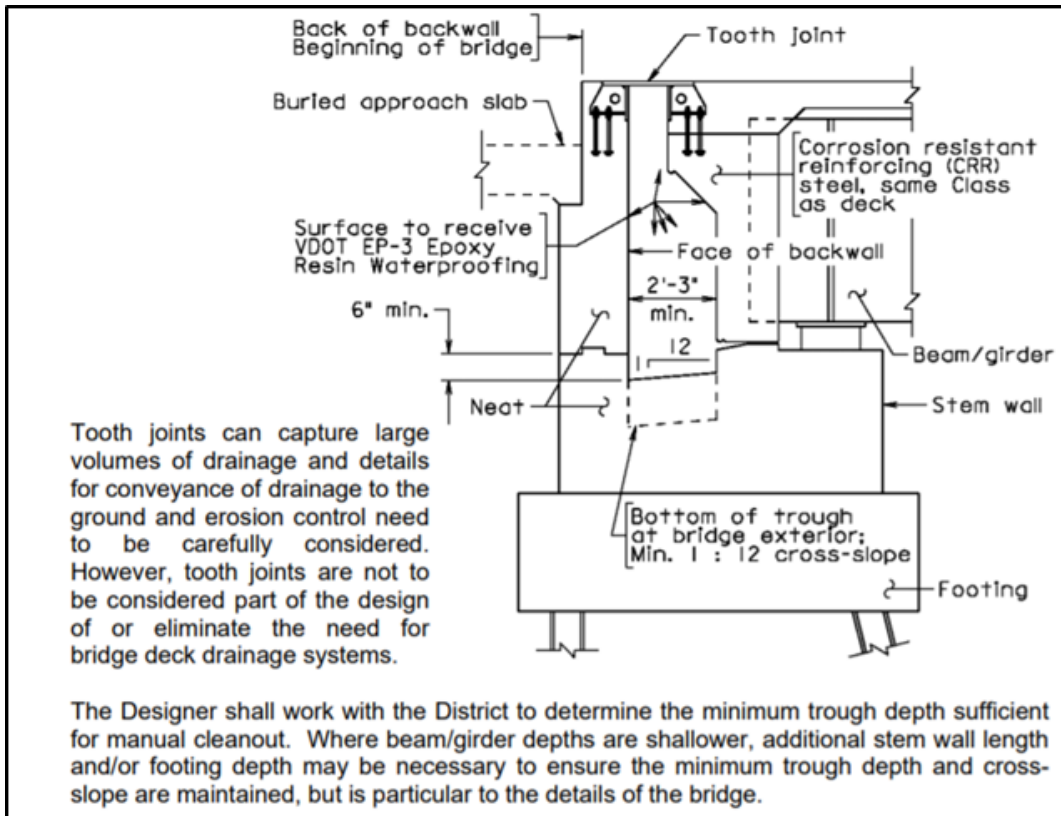 Back of backwall
Beginning of bridge
Tooth joint
Buried approach slab
Corrosion resistant
reinforcing (CRR)
steel, same Class
as deck
Surface to receive
VDOT EP-3 Epoxy
Resin Waterproofing
Face of backwall
2'-3"
min.
6" min.
12
1
Beam/girder
Neat
Stem wall
Tooth joints can capture large
volumes of drainage and details
for conveyance of drainage to the
ground and erosion control need
to be carefully considered.
However, tooth joints are not to
be considered part of the design
of or eliminate the need for
bridge deck drainage systems.
Bottom of trough
at bridge exterior;
Min. 1 : 12 cross-slope
Footing
The Designer shall work with the District to determine the minimum trough depth sufficient
for manual cleanout. Where beam/girder depths are shallower, additional stem wall length
and/or footing depth may be necessary to ensure the minimum trough depth and cross-
slope are maintained, but is particular to the details of the bridge.